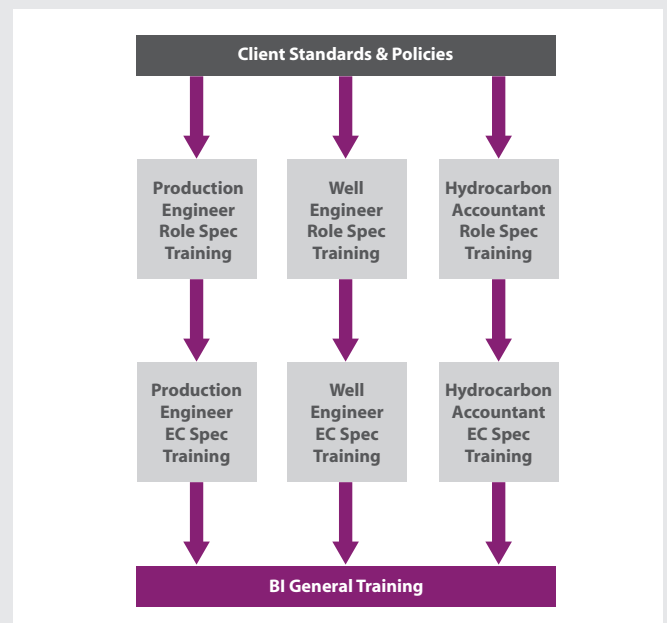 Client Standards & Policies
Production
Engineer
Role Spec
Training
Well
Engineer
Role Spec
Training
Hydrocarbon
Accountant
Role Spec
Training
Production
Engineer
EC Spec
Training
Well
Engineer
EC Spec
Training
Hydrocarbon
Accountant
EC Spec
Training
BI General Training